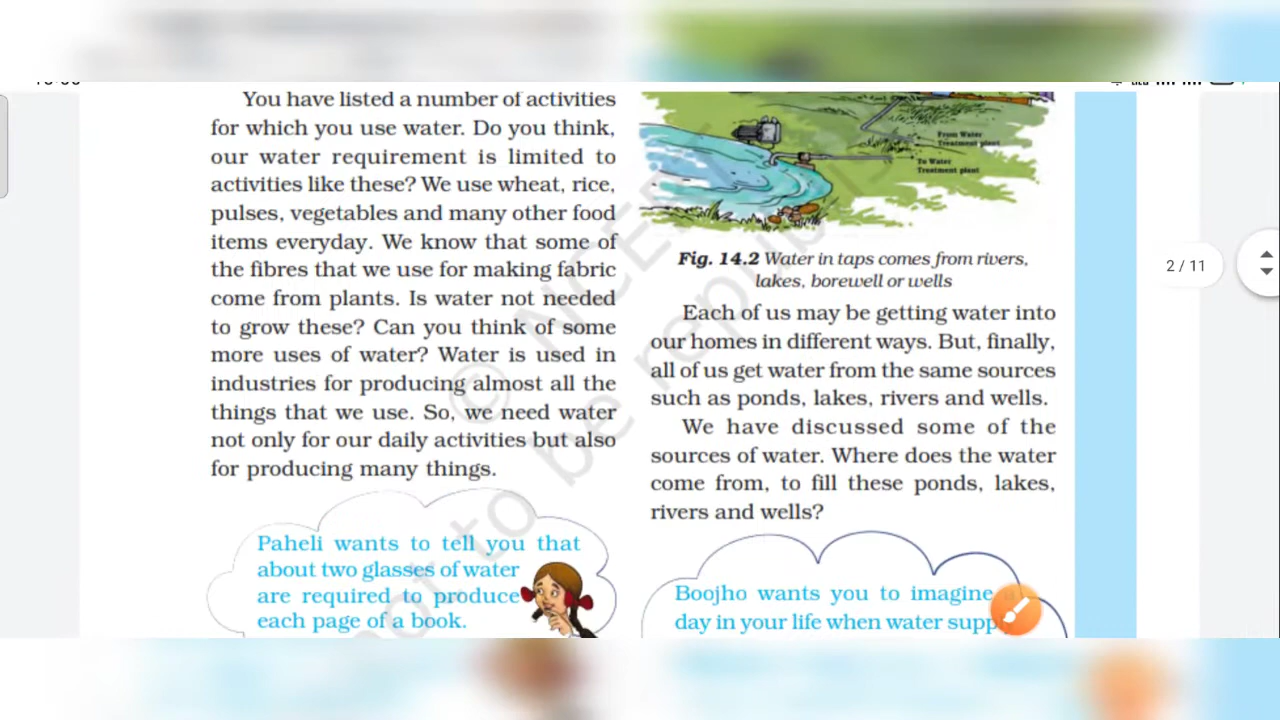 You have listed a number of activities
for which you use water. Do you think,
our water requirement is limited to
activities like these? We use wheat, rice,
pulses, vegetables and many other food
items everyday. We know that some of
the fibres that we use for making fabric
come from plants. Is water not needed
to grow these? Can you think of some
more uses of water? Water is used in
industries for producing almost all the
things that we use. So, we need water
not only for our daily activities but also
for producing many things.
Paheli wants to tell you that
about two glasses of water
are required to produce
each page of a book.
From Water
Treatment plant
To Water
Treatment plant
Fig. 14.2 Water in taps comes from rivers,
lakes, borewell or wells
Each of us may be getting water into
our homes in different ways. But, finally,
all of us get water from the same sources
such as ponds, lakes, rivers and wells.
We have discussed some of the
sources of water. Where does the water
come from, to fill these ponds, lakes,
rivers and wells?
Boojho wants you to imagine
day in your life when water
2 / 11
© NCERT
not to be republished